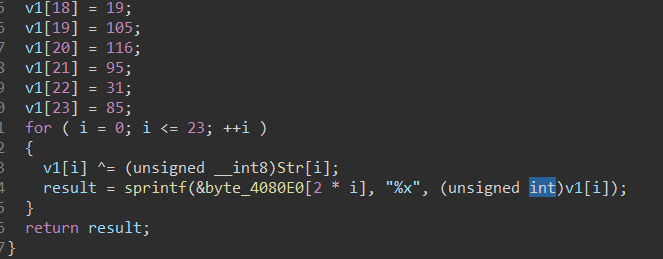 5 v1[18] = 19;
6 v1[19] = 105;
7 v1[20] = 116;
8 v1[21] = 95;
9 v1[22] = 31;
0 v1[23] = 85;
1 for ( i = 0; i <= 23; ++i )
2 {
3 v1[i] ^= (unsigned __int8)Str[i];
4 result = sprintf(&byte_4080E0[2 * i], "%x", (unsigned int)v1[i]);
5 }
6 return result;
7 }